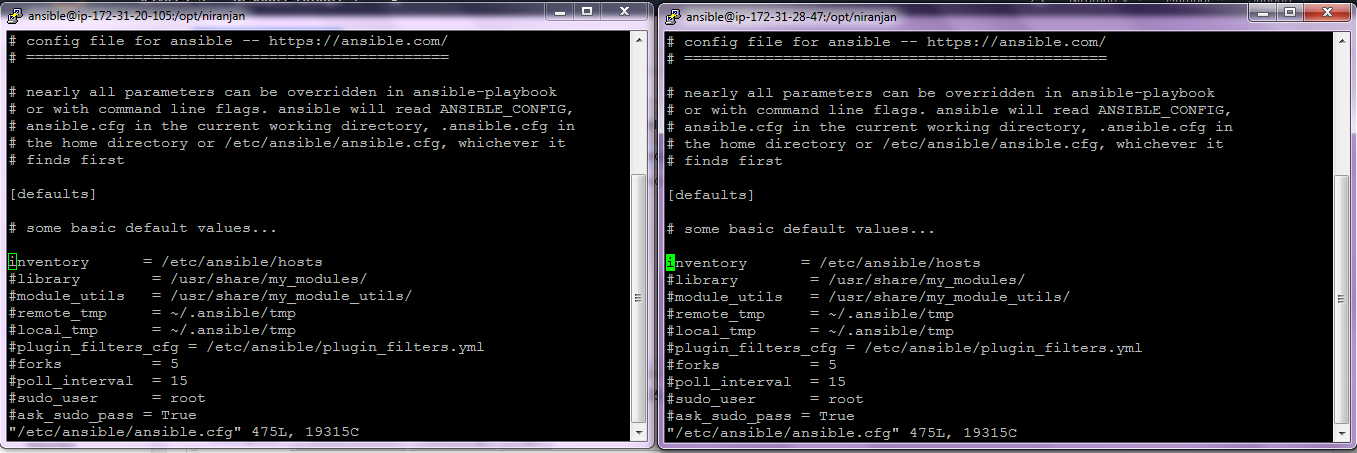 ansible@ip-172-31-20-105:/opt/niranjan
# config file for ansible -- https://ansible.com/
# ===============================================
# nearly all parameters can be overridden in ansible-playbook
# or with command line flags. ansible will read ANSIBLE_CONFIG,
# ansible.cfg in the current working directory, .ansible.cfg in
# the home directory or /etc/ansible/ansible.cfg, whichever it
# finds first
[defaults]
# some basic default values...
inventory      = /etc/ansible/hosts
#library        = /usr/share/my_modules/
#module_utils   = /usr/share/my_module_utils/
#remote_tmp     = ~/.ansible/tmp
#local_tmp      = ~/.ansible/tmp
#plugin_filters_cfg = /etc/ansible/plugin_filters.yml
#forks          = 5
#poll_interval  = 15
#sudo_user      = root
#ask_sudo_pass = True
"/etc/ansible/ansible.cfg" 475L, 19315C
ansible@ip-172-31-28-47:/opt/niranjan
# config file for ansible -- https://ansible.com/
# ===============================================
# nearly all parameters can be overridden in ansible-playbook
# or with command line flags. ansible will read ANSIBLE_CONFIG,
# ansible.cfg in the current working directory, .ansible.cfg in
# the home directory or /etc/ansible/ansible.cfg, whichever it
# finds first
[defaults]
# some basic default values...
inventory      = /etc/ansible/hosts
#library        = /usr/share/my_modules/
#module_utils   = /usr/share/my_module_utils/
#remote_tmp     = ~/.ansible/tmp
#local_tmp      = ~/.ansible/tmp
#plugin_filters_cfg = /etc/ansible/plugin_filters.yml
#forks          = 5
#poll_interval  = 15
#sudo_user      = root
#ask_sudo_pass = True
"/etc/ansible/ansible.cfg" 475L, 19315C